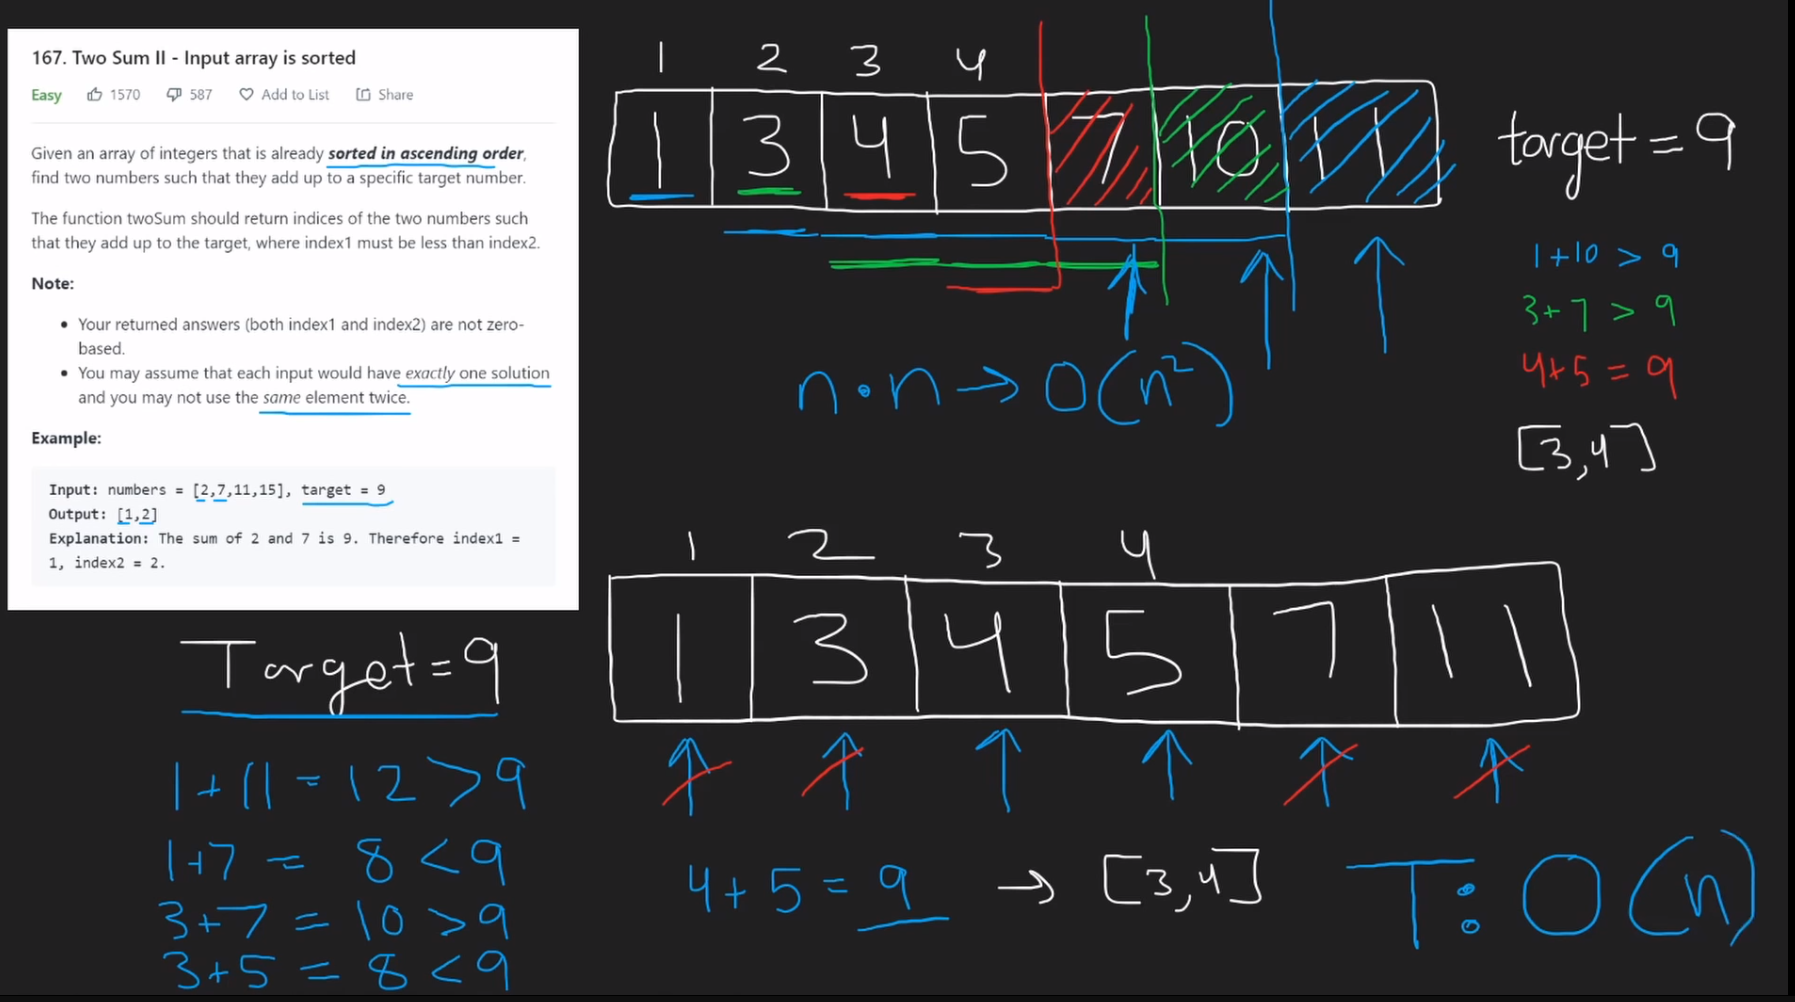 167. Two Sum II - Input array is sorted
Easy 1570 587 Add to List Share
Given an array of integers that is already sorted in ascending order,
find two numbers such that they add up to a specific target number.
The function twoSum should return indices of the two numbers such
that they add up to the target, where index1 must be less than index2.
Note:
• Your returned answers (both index1 and index2) are not zero-
based.
• You may assume that each input would have exactly one solution
and you may not use the same element twice.
Example:
Input: numbers = [2,7,11,15], target = 9
Output: [1,2]
Explanation: The sum of 2 and 7 is 9. Therefore index1 =
1, index2 = 2.
1 2 3 4
1 3 4 5 7 10 11
target = 9
1+10 > 9
3+7 > 9
4+5 = 9
[3,4]
n·n → O(n²)
1 2 3 4
1 3 4 5 7 11
Target=9
1+11 = 12 > 9
1+7 = 8 < 9
3+7 = 10 > 9
3+5 = 8 < 9
4+5 = 9 → [3,4]
T: O(n)